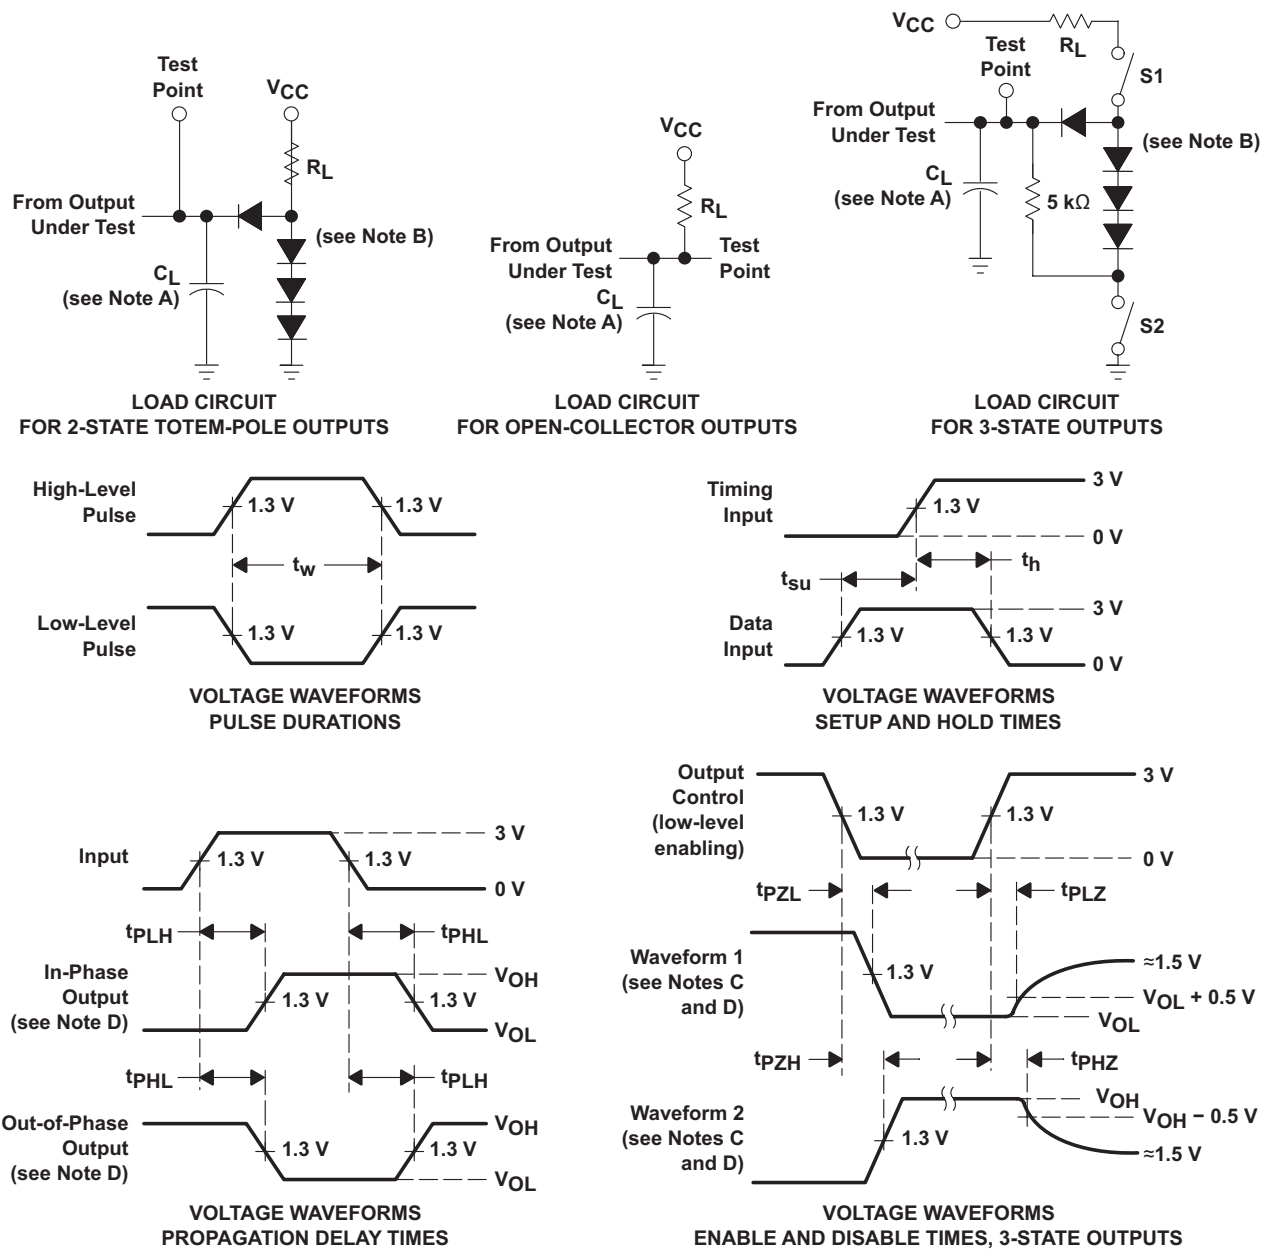 Test
Point
VCC
RL
From Output
Under Test
(see Note B)
CL
(see Note A)
LOAD CIRCUIT
FOR 2-STATE TOTEM-POLE OUTPUTS
VCC
RL
From Output
Under Test
Test
Point
CL
(see Note A)
LOAD CIRCUIT
FOR OPEN-COLLECTOR OUTPUTS
VCC
RL
Test
Point
S1
From Output
Under Test
(see Note B)
CL
(see Note A)
5 kΩ
S2
LOAD CIRCUIT
FOR 3-STATE OUTPUTS
High-Level
Pulse
1.3 V
1.3 V
tw
Low-Level
Pulse
1.3 V
1.3 V
VOLTAGE WAVEFORMS
PULSE DURATIONS
Timing
Input
1.3 V
3 V
0 V
tsu
th
Data
Input
1.3 V
1.3 V
3 V
0 V
VOLTAGE WAVEFORMS
SETUP AND HOLD TIMES
Input
1.3 V
1.3 V
3 V
0 V
tPLH
tPHL
In-Phase
Output
(see Note D)
1.3 V
1.3 V
VOH
VOL
tPHL
tPLH
Out-of-Phase
Output
(see Note D)
1.3 V
1.3 V
VOH
VOL
VOLTAGE WAVEFORMS
PROPAGATION DELAY TIMES
Output
Control
(low-level
enabling)
1.3 V
1.3 V
3 V
0 V
tPZL
tPLZ
Waveform 1
(see Notes C
and D)
1.3 V
≈1.5 V
VOL + 0.5 V
VOL
tPZH
tPHZ
Waveform 2
(see Notes C
and D)
1.3 V
VOH
VOH − 0.5 V
≈1.5 V
VOLTAGE WAVEFORMS
ENABLE AND DISABLE TIMES, 3-STATE OUTPUTS